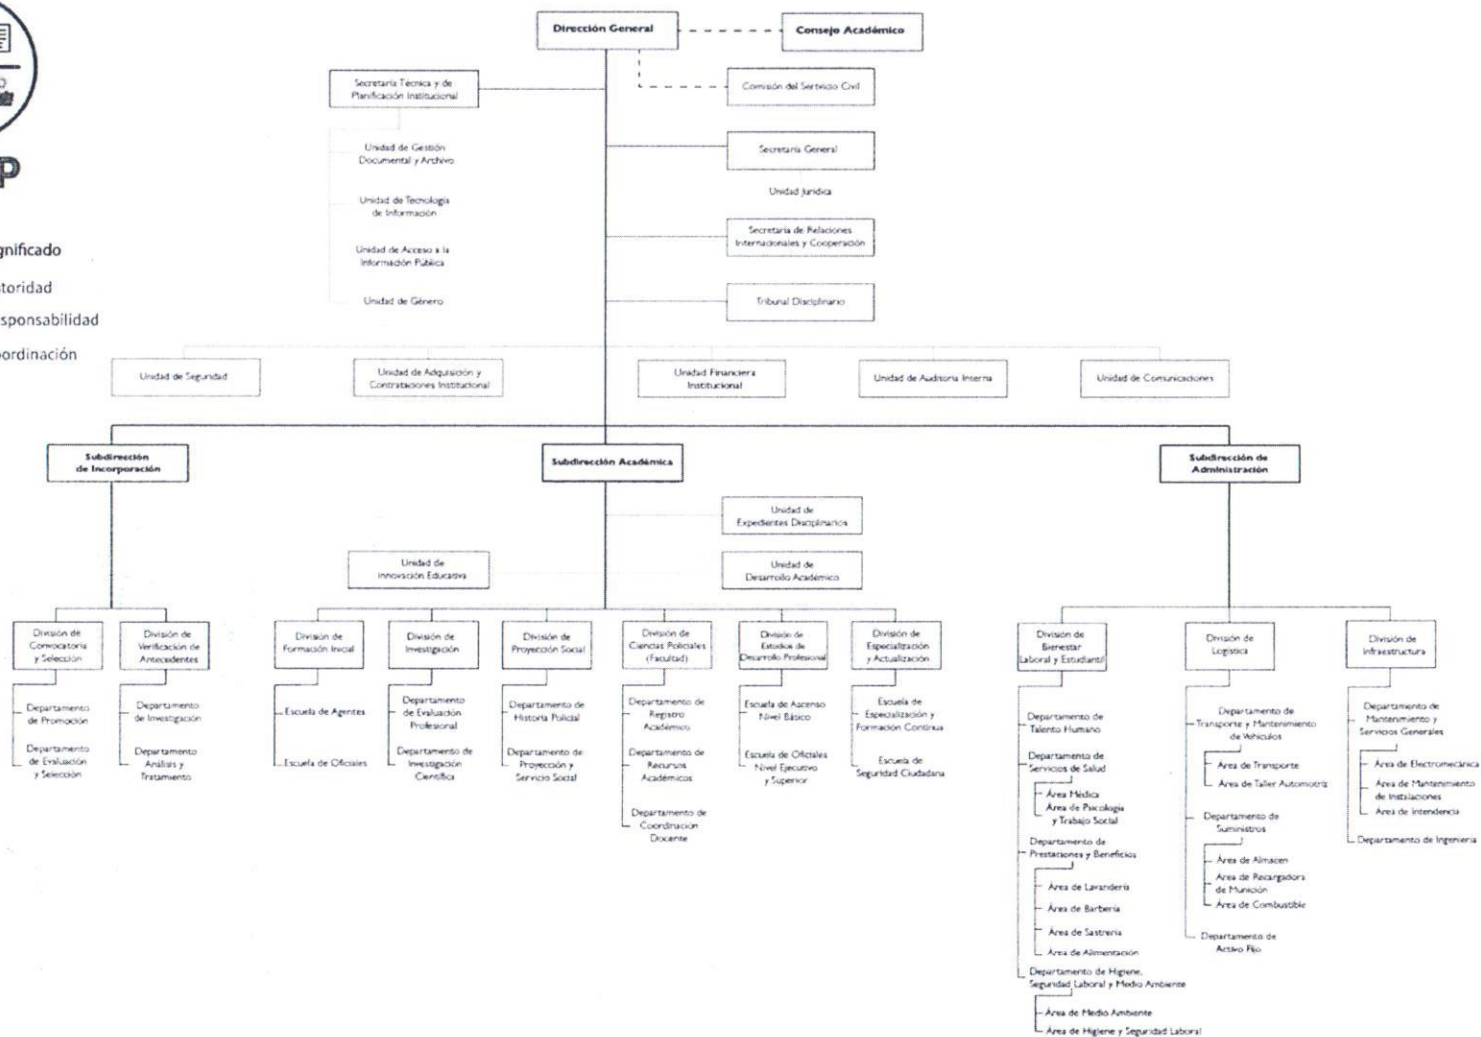 Dirección General
Consejo Académico
Secretaría Técnica y de
Planificación Institucional
Comisión del Servicio Civil
Unidad de Gestión
Documental y Archivo
Secretaría General
Unidad Jurídica
Unidad de Tecnología
de Información
Secretaría de Relaciones
Internacionales y Cooperación
Unidad de Acceso a la
Información Pública
Unidad de Género
Tribunal Disciplinario
P
gnificado
toridad
sponsabilidad
ordinación
Unidad de Seguridad
Unidad de Adquisición y
Contrataciones Institucional
Unidad Financiera
Institucional
Unidad de Auditoría Interna
Unidad de Comunicaciones
Subdirección
de Incorporación
Subdirección Académica
Subdirección de
Administración
Unidad de
Expedientes Disciplinarios
Unidad de
Innovación Educativa
Unidad de
Desarrollo Académico
División de
Convocatoria
y Selección
División de
Verificación de
Antecedentes
División de
Formación Inicial
División de
Investigación
División de
Proyección Social
División de
Ciencias Policiales
(Facultad)
División de
Estudios de
Desarrollo Profesional
División de
Especialización
y Actualización
División de
Bienestar
Laboral y Estudiantil
División de
Logística
División de
Infraestructura
Departamento
de Promoción
Departamento
de Evaluación
y Selección
Departamento
de Investigación
Departamento
Análisis y
Tratamiento
Escuela de Agentes
Escuela de Oficiales
Departamento
de Evaluación
Profesional
Departamento de
Investigación
Científica
Departamento de
Historia Policial
Departamento de
Proyección y
Servicio Social
Departamento de
Registro
Académico
Departamento de
Recursos
Académicos
Departamento de
Coordinación
Docente
Escuela de Ascenso
Nivel Básico
Escuela de Oficiales
Nivel Ejecutivo
y Superior
Escuela de
Especialización y
Formación Continua
Escuela de
Seguridad Ciudadana
Departamento de
Talento Humano
Departamento de
Servicios de Salud
Área Médica
Área de Psicología
y Trabajo Social
Departamento de
Prestaciones y Beneficios
Área de Lavandería
Área de Barbería
Área de Sastrería
Área de Alimentación
Departamento de Higiene,
Seguridad Laboral y Medio Ambiente
Área de Medio Ambiente
Área de Higiene y Seguridad Laboral
Departamento de
Transporte y Mantenimiento
de Vehículos
Área de Transporte
Área de Taller Automotriz
Departamento de
Suministros
Área de Almacen
Área de Recargadora
de Munición
Área de Combustible
Departamento de
Activo Fijo
Departamento de
Mantenimiento y
Servicios Generales
Área de Electromecánica
Área de Mantenimiento
de Instalaciones
Área de Intendencia
Departamento de Ingeniería